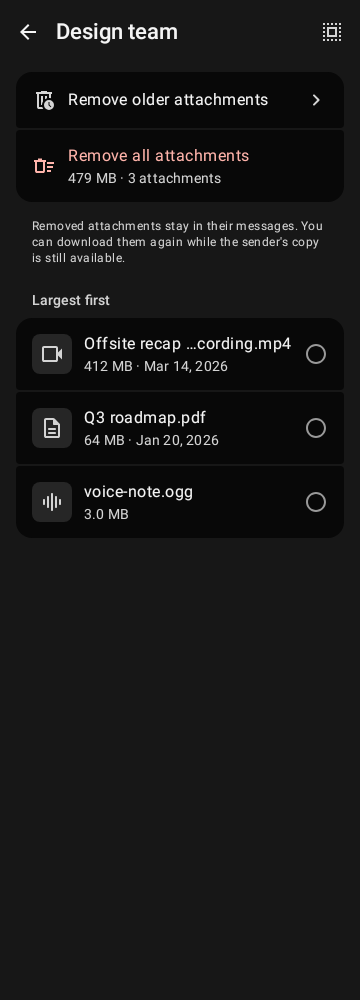 Design team
Remove older attachments
Remove all attachments
479 MB · 3 attachments
Removed attachments stay in their messages. You
can download them again while the sender's copy
is still available.
Largest first
Offsite recap …cording.mp4
412 MB · Mar 14, 2026
Q3 roadmap.pdf
64 MB · Jan 20, 2026
voice-note.ogg
3.0 MB